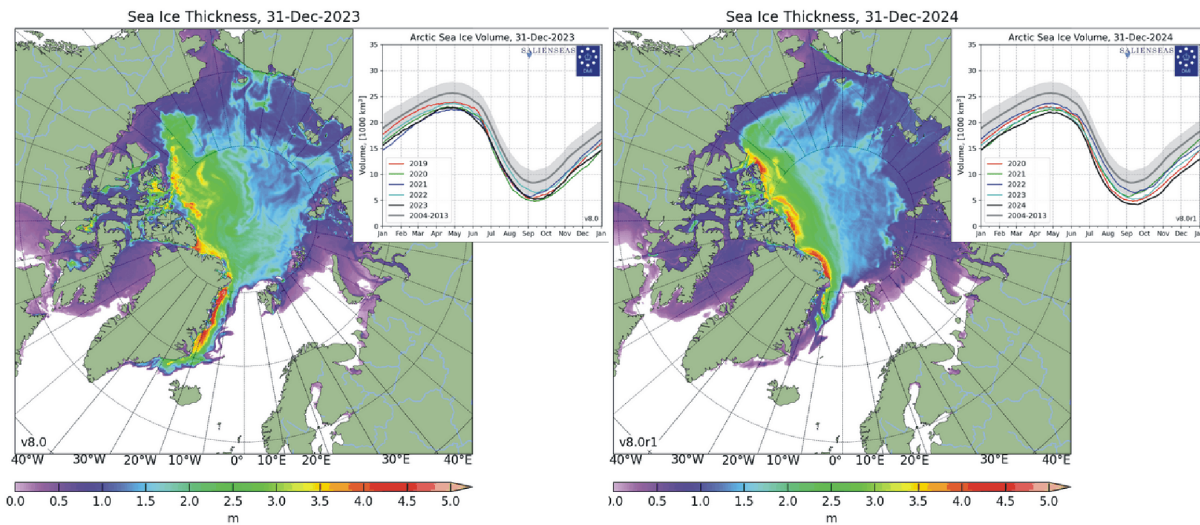 Sea Ice Thickness, 31-Dec-2023
Arctic Sea Ice Volume, 31-Dec-2023
SALIENSEAS
DMI
Volume, [1000 km³]
35
30
25
20
15
10
5
0
2019
2020
2021
2022
2023
2004-2013
v8.0
Jan Feb Mar Apr May Jun Jul Aug Sep Oct Nov Dec Jan
v8.0
40°W 20°W 10°W 0° 10°E 20°E 30°E 40°E
0.0 0.5 1.0 1.5 2.0 2.5 3.0 3.5 4.0 4.5 5.0
m
Sea Ice Thickness, 31-Dec-2024
Arctic Sea Ice Volume, 31-Dec-2024
SALIENSEAS
DMI
Volume, [1000 km³]
35
30
25
20
15
10
5
0
2020
2021
2022
2023
2024
2004-2013
v8.0r1
Jan Feb Mar Apr May Jun Jul Aug Sep Oct Nov Dec Jan
v8.0r1
40°W 30°W 20°W 10°W 0° 10°E 20°E 30°E 40°E
0.0 0.5 1.0 1.5 2.0 2.5 3.0 3.5 4.0 4.5 5.0
m